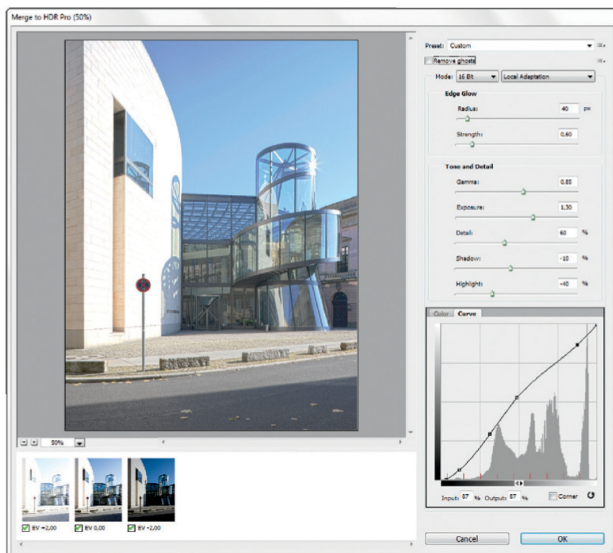 Merge to HDR Pro (50%)
Preset: Custom
Remove ghosts
Mode: 16 Bit Local Adaptation
Edge Glow
Radius: 40 px
Strength: 0,60
Tone and Detail
Gamma: 0,85
Exposure: 1,30
Detail: 60 %
Shadow: -10 %
Highlight: -40 %
Color Curve
50%
Input: 87 % Output: 87 % Corner
EV +2,00 EV 0,00 EV -2,00
Cancel OK